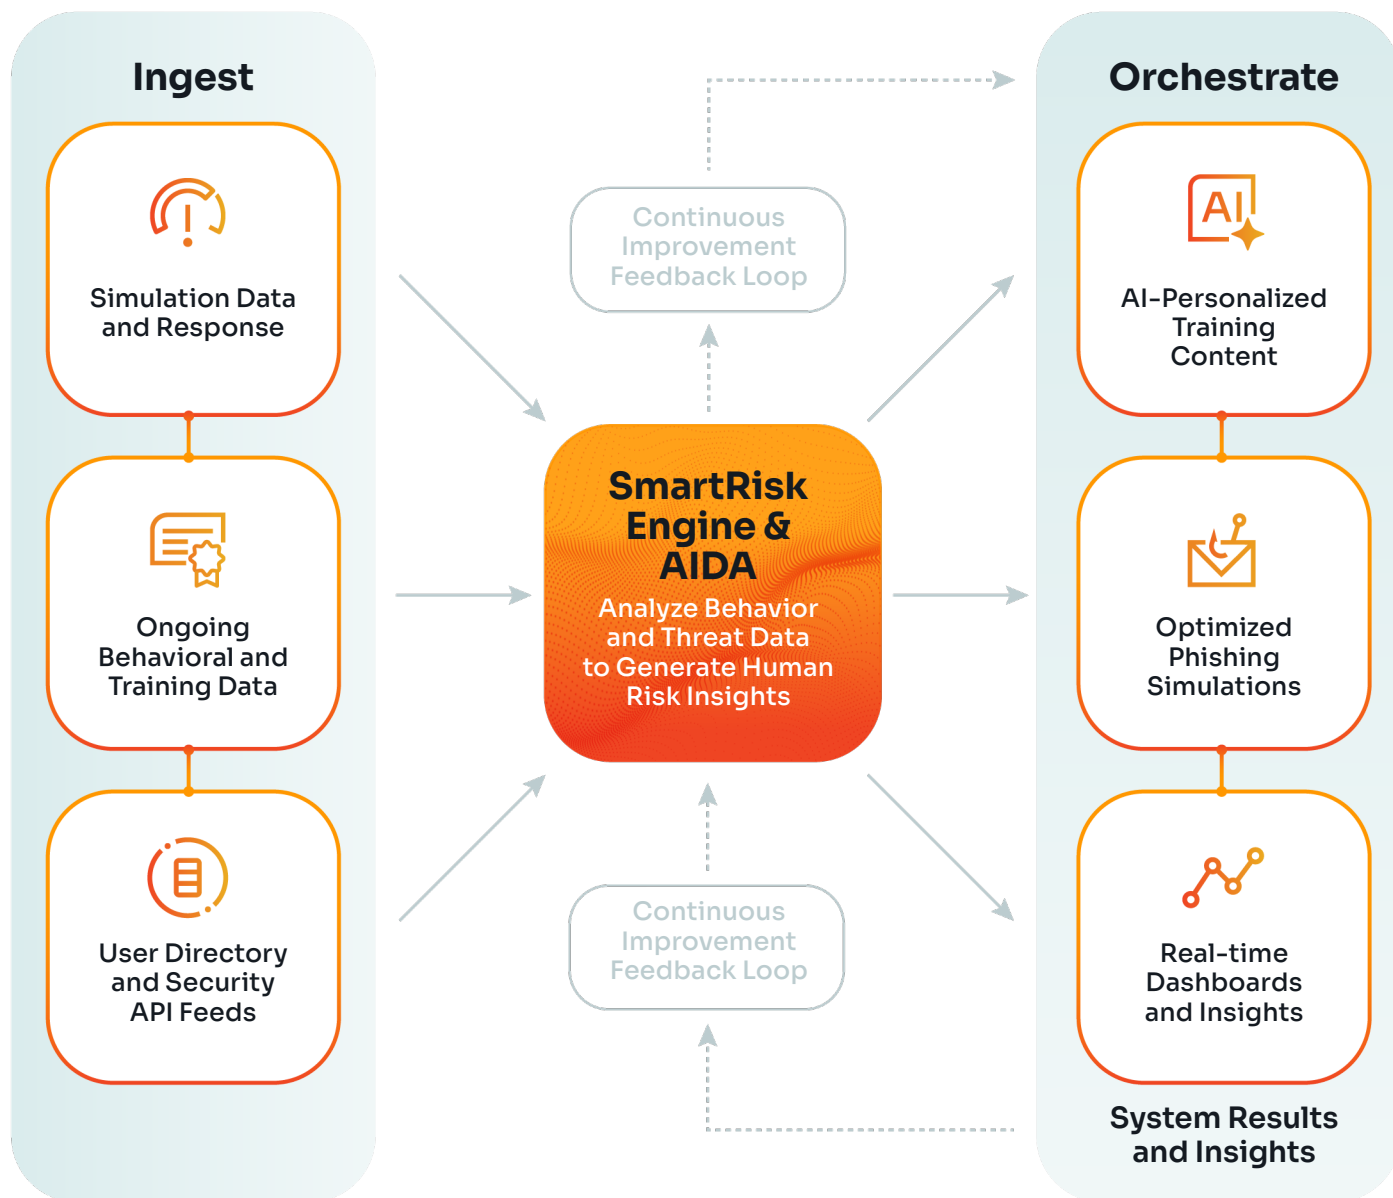 Ingest
Simulation Data
and Response
Ongoing
Behavioral and
Training Data
User Directory
and Security
API Feeds
Continuous
Improvement
Feedback Loop
SmartRisk
Engine &
AIDA
Analyze Behavior
and Threat Data
to Generate Human
Risk Insights
Continuous
Improvement
Feedback Loop
Orchestrate
AI
AI-Personalized
Training
Content
Optimized
Phishing
Simulations
Real-time
Dashboards
and Insights
System Results
and Insights